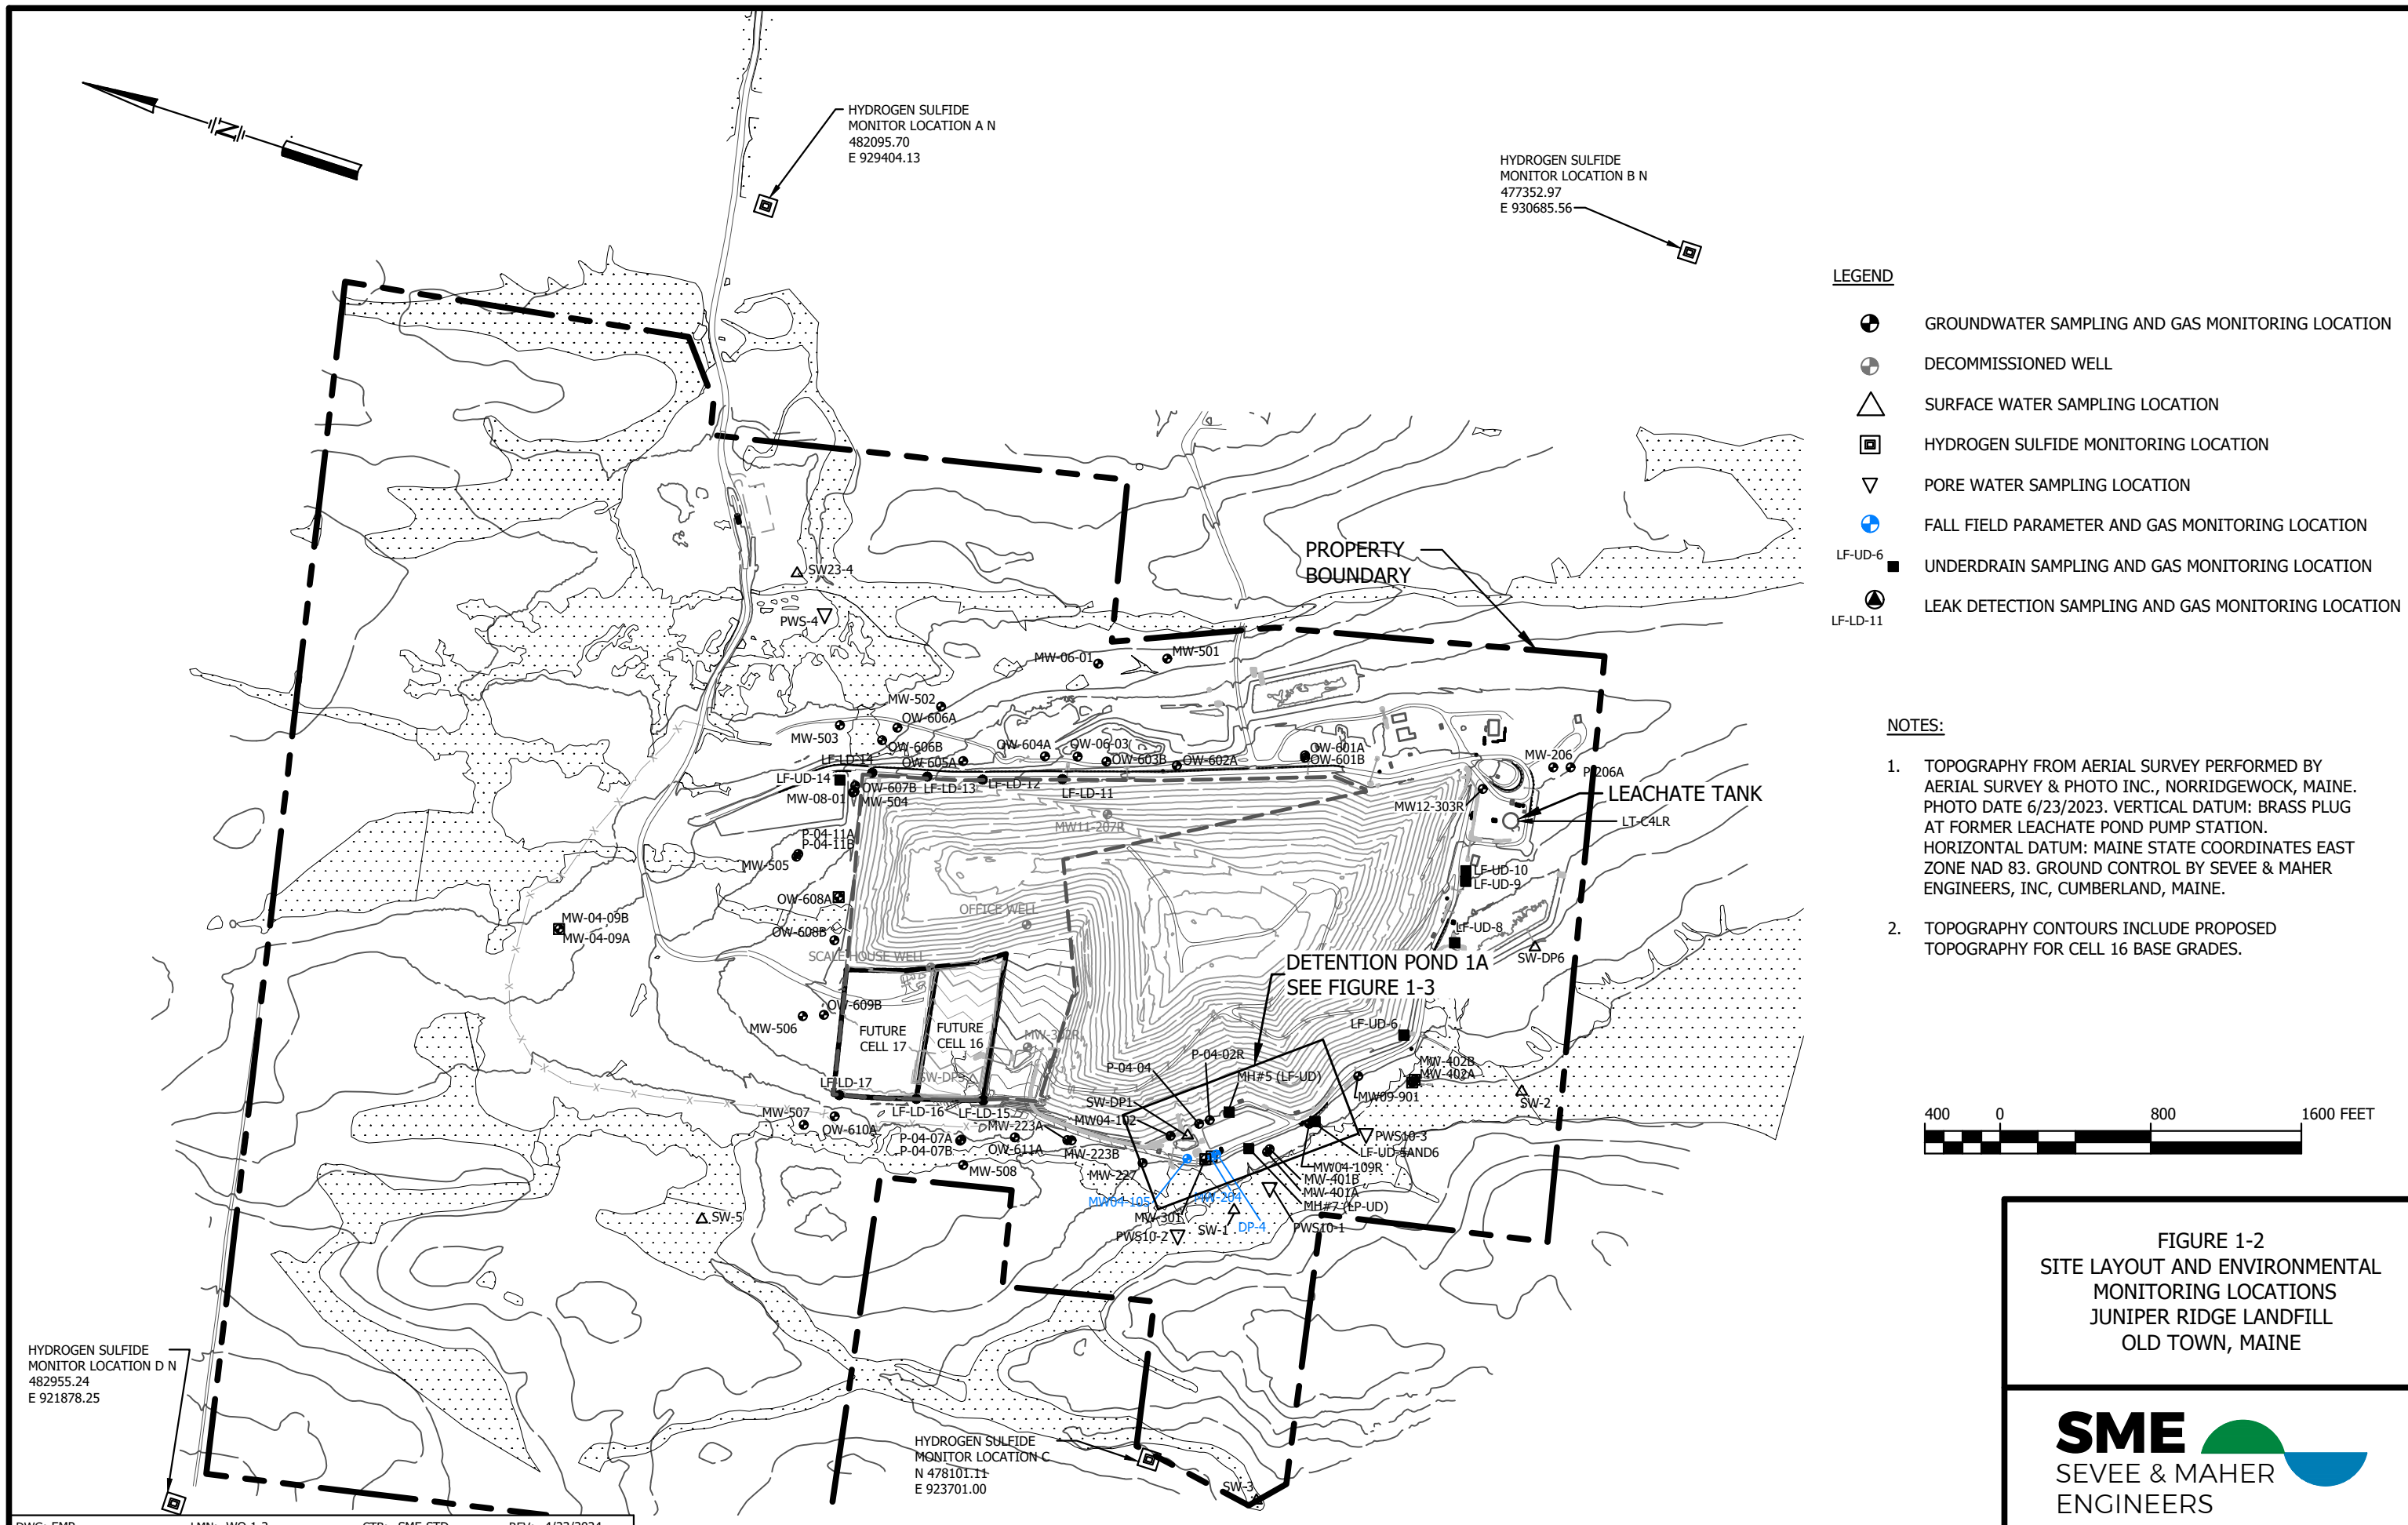 HYDROGEN SULFIDE
MONITOR LOCATION A N
482095.70
E 929404.13
HYDROGEN SULFIDE
MONITOR LOCATION B N
477352.97
E 930685.56
N
LEGEND
GROUNDWATER SAMPLING AND GAS MONITORING LOCATION
DECOMMISSIONED WELL
SURFACE WATER SAMPLING LOCATION
HYDROGEN SULFIDE MONITORING LOCATION
PORE WATER SAMPLING LOCATION
FALL FIELD PARAMETER AND GAS MONITORING LOCATION
LF-UD-6
UNDERDRAIN SAMPLING AND GAS MONITORING LOCATION
LEAK DETECTION SAMPLING AND GAS MONITORING LOCATION
LF-LD-11
NOTES:
1. TOPOGRAPHY FROM AERIAL SURVEY PERFORMED BY
AERIAL SURVEY & PHOTO INC., NORRIDGEWOCK, MAINE.
PHOTO DATE 6/23/2023. VERTICAL DATUM: BRASS PLUG
AT FORMER LEACHATE POND PUMP STATION.
HORIZONTAL DATUM: MAINE STATE COORDINATES EAST
ZONE NAD 83. GROUND CONTROL BY SEVEE & MAHER
ENGINEERS, INC, CUMBERLAND, MAINE.
2. TOPOGRAPHY CONTOURS INCLUDE PROPOSED
TOPOGRAPHY FOR CELL 16 BASE GRADES.
400 0 800 1600 FEET
PROPERTY
BOUNDARY
SW23-4
PWS-4
MW-06-01
MW-501
MW-502
OW-606A
MW-503
OW-606B
OW-604A
OW-06-03
OW-601A
OW-601B
LF-LD-14
OW-605A
OW-603B
OW-602A
MW-206
P-206A
LF-UD-14
OW-607B
LF-LD-13
LF-LD-12
LF-LD-11
MW-08-01
MW-504
MW12-303R
LEACHATE TANK
LT-C4LR
MW11-207R
P-04-11A
P-04-11B
MW-505
LF-UD-10
LF-UD-9
OW-608A
OFFICE WELL
MW-04-09B
MW-04-09A
OW-608B
LF-UD-8
SCALE HOUSE WELL
SW-DP6
DETENTION POND 1A
SEE FIGURE 1-3
OW-609B
MW-506
FUTURE
CELL 17
FUTURE
CELL 16
MW-302R
LF-UD-6
P-04-02R
P-04-04
MW-402B
MW-402A
SW-DP5
MH#5 (LF-UD)
LF-LD-17
MW09-901
SW-2
SW-DP1
LF-LD-16
LF-LD-15
MW-507
MW04-102
OW-610A
MW-223A
P-04-07A
P-04-07B
OW-611A
MW-223B
PWS10-3
LF-UD-5AND6
MW-508
MW-227
MW04-109R
MW-401B
MW-401A
MH#7 (LP-UD)
MW04-105
MW-204
MW-301
SW-1
DP-4
PWS10-1
SW-5
PWS10-2
HYDROGEN SULFIDE
MONITOR LOCATION D N
482955.24
E 921878.25
HYDROGEN SULFIDE
MONITOR LOCATION C
N 478101.11
E 923701.00
SW-3
FIGURE 1-2
SITE LAYOUT AND ENVIRONMENTAL
MONITORING LOCATIONS
JUNIPER RIDGE LANDFILL
OLD TOWN, MAINE
SME
SEVEE & MAHER
ENGINEERS